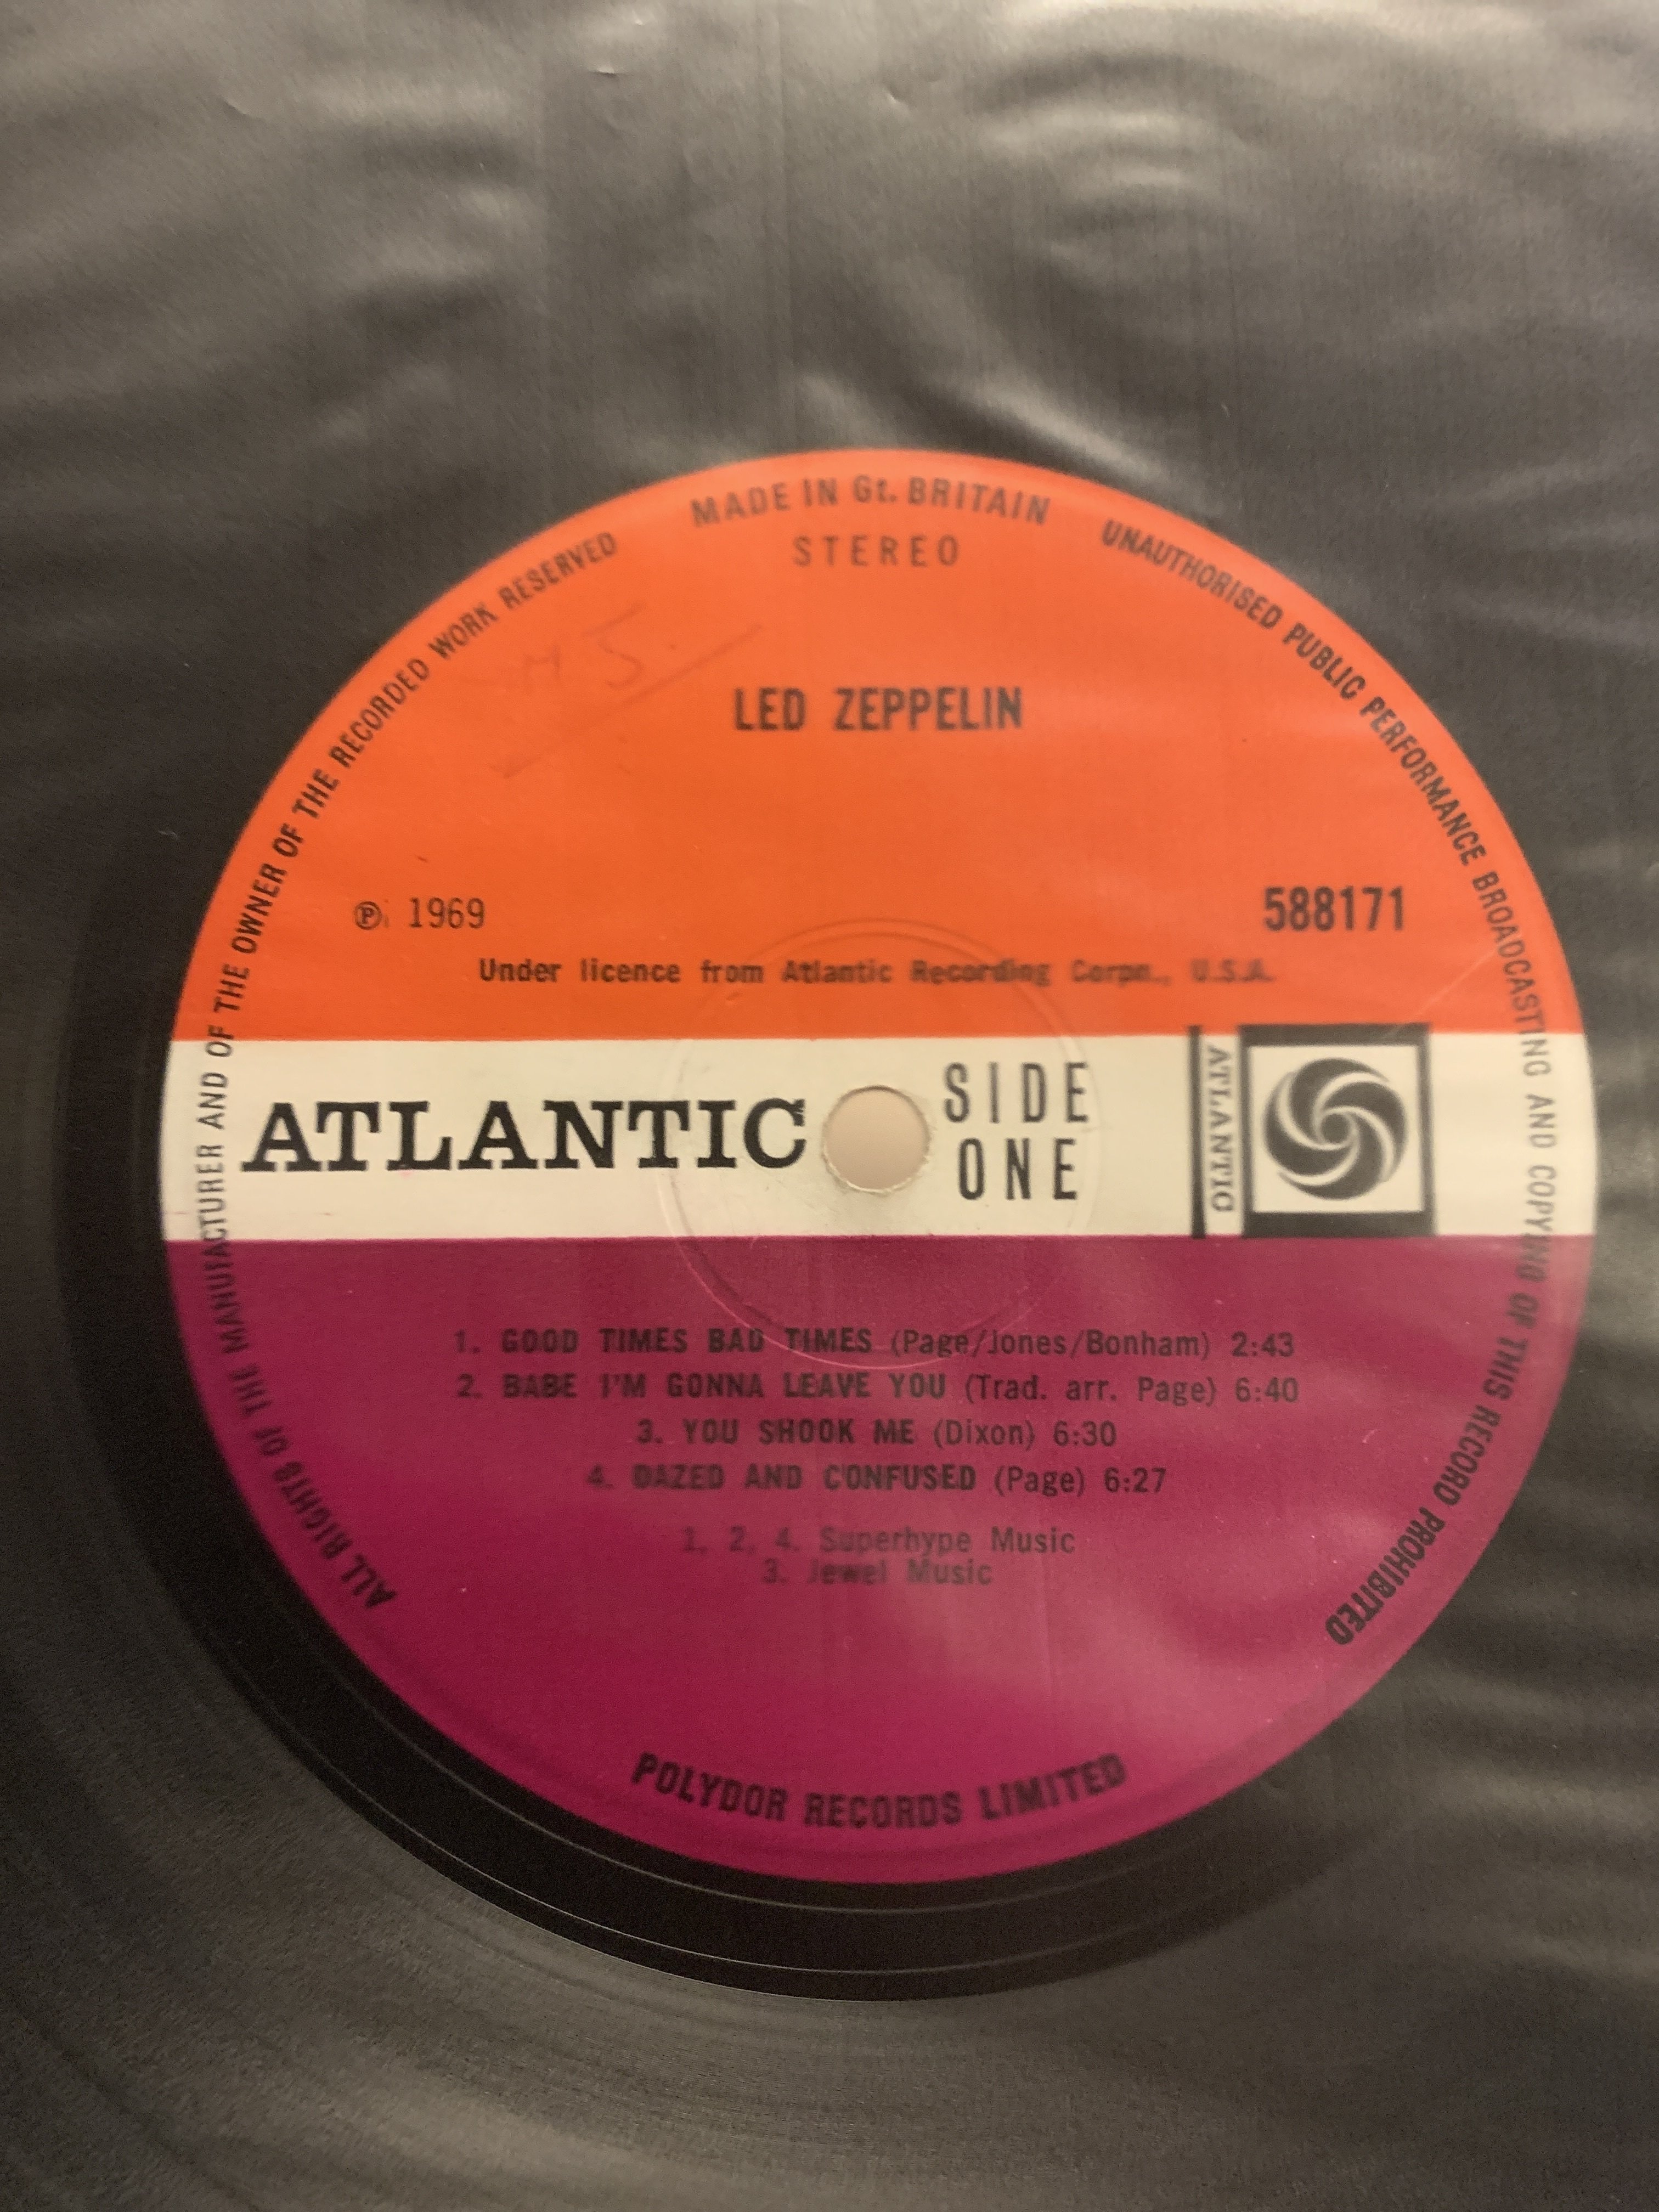 MADE IN Gt. BRITAIN
STEREO
ALL RIGHTS OF THE MANUFACTURER AND OF THE OWNER OF THE RECORDED WORK RESERVED
UNAUTHORISED PUBLIC PERFORMANCE BROADCASTING AND COPYING OF THIS RECORD PROHIBITED
LED ZEPPELIN
℗ 1969
588171
Under licence from Atlantic Recording Corpn., U.S.A.
ATLANTIC
SIDE
ONE
ATLANTIC
1. GOOD TIMES BAD TIMES (Page/Jones/Bonham) 2:43
2. BABE I'M GONNA LEAVE YOU (Trad. arr. Page) 6:40
3. YOU SHOOK ME (Dixon) 6:30
4. DAZED AND CONFUSED (Page) 6:27
1, 2, 4. Superhype Music
3. Jewel Music
POLYDOR RECORDS LIMITED